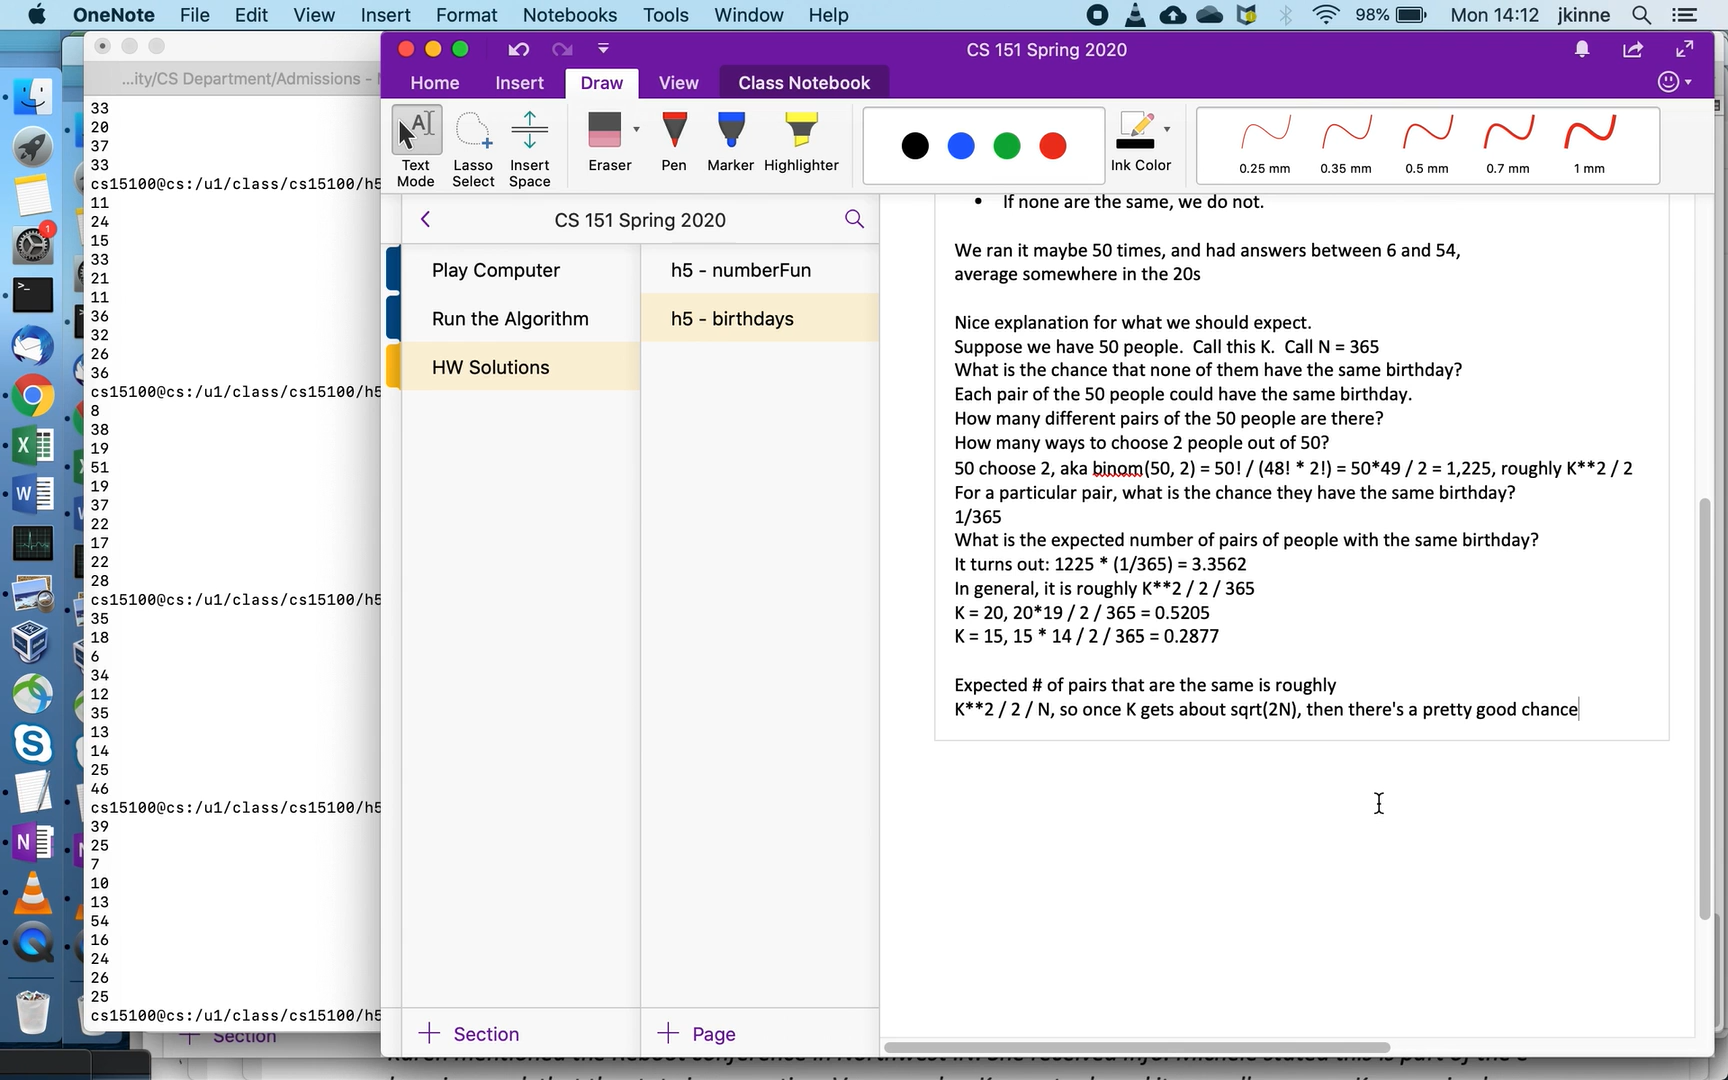 OneNote File Edit View Insert Format Notebooks Tools Window Help 98% Mon 14:12 jkinne
...ity/CS Department/Admissions -
CS 151 Spring 2020
Home Insert Draw View Class Notebook
Text Mode
Lasso Select
Insert Space
Eraser
Pen
Marker
Highlighter
Ink Color
0.25 mm 0.35 mm 0.5 mm 0.7 mm 1 mm
33
20
37
33
cs15100@cs:/u1/class/cs15100/h5
11
24
15
33
21
11
36
32
26
36
cs15100@cs:/u1/class/cs15100/h5
8
38
19
51
19
37
22
17
22
28
cs15100@cs:/u1/class/cs15100/h5
35
18
6
34
12
35
13
14
25
46
cs15100@cs:/u1/class/cs15100/h5
39
25
7
10
13
54
16
24
26
25
cs15100@cs:/u1/class/cs15100/h5
CS 151 Spring 2020
Play Computer
Run the Algorithm
HW Solutions
h5 - numberFun
h5 - birthdays
+ Section
+ Page
• If none are the same, we do not.
We ran it maybe 50 times, and had answers between 6 and 54,
average somewhere in the 20s
Nice explanation for what we should expect.
Suppose we have 50 people. Call this K. Call N = 365
What is the chance that none of them have the same birthday?
Each pair of the 50 people could have the same birthday.
How many different pairs of the 50 people are there?
How many ways to choose 2 people out of 50?
50 choose 2, aka binom(50, 2) = 50! / (48! * 2!) = 50*49 / 2 = 1,225, roughly K**2 / 2
For a particular pair, what is the chance they have the same birthday?
1/365
What is the expected number of pairs of people with the same birthday?
It turns out: 1225 * (1/365) = 3.3562
In general, it is roughly K**2 / 2 / 365
K = 20, 20*19 / 2 / 365 = 0.5205
K = 15, 15 * 14 / 2 / 365 = 0.2877
Expected # of pairs that are the same is roughly
K**2 / 2 / N, so once K gets about sqrt(2N), then there's a pretty good chance
+ Section